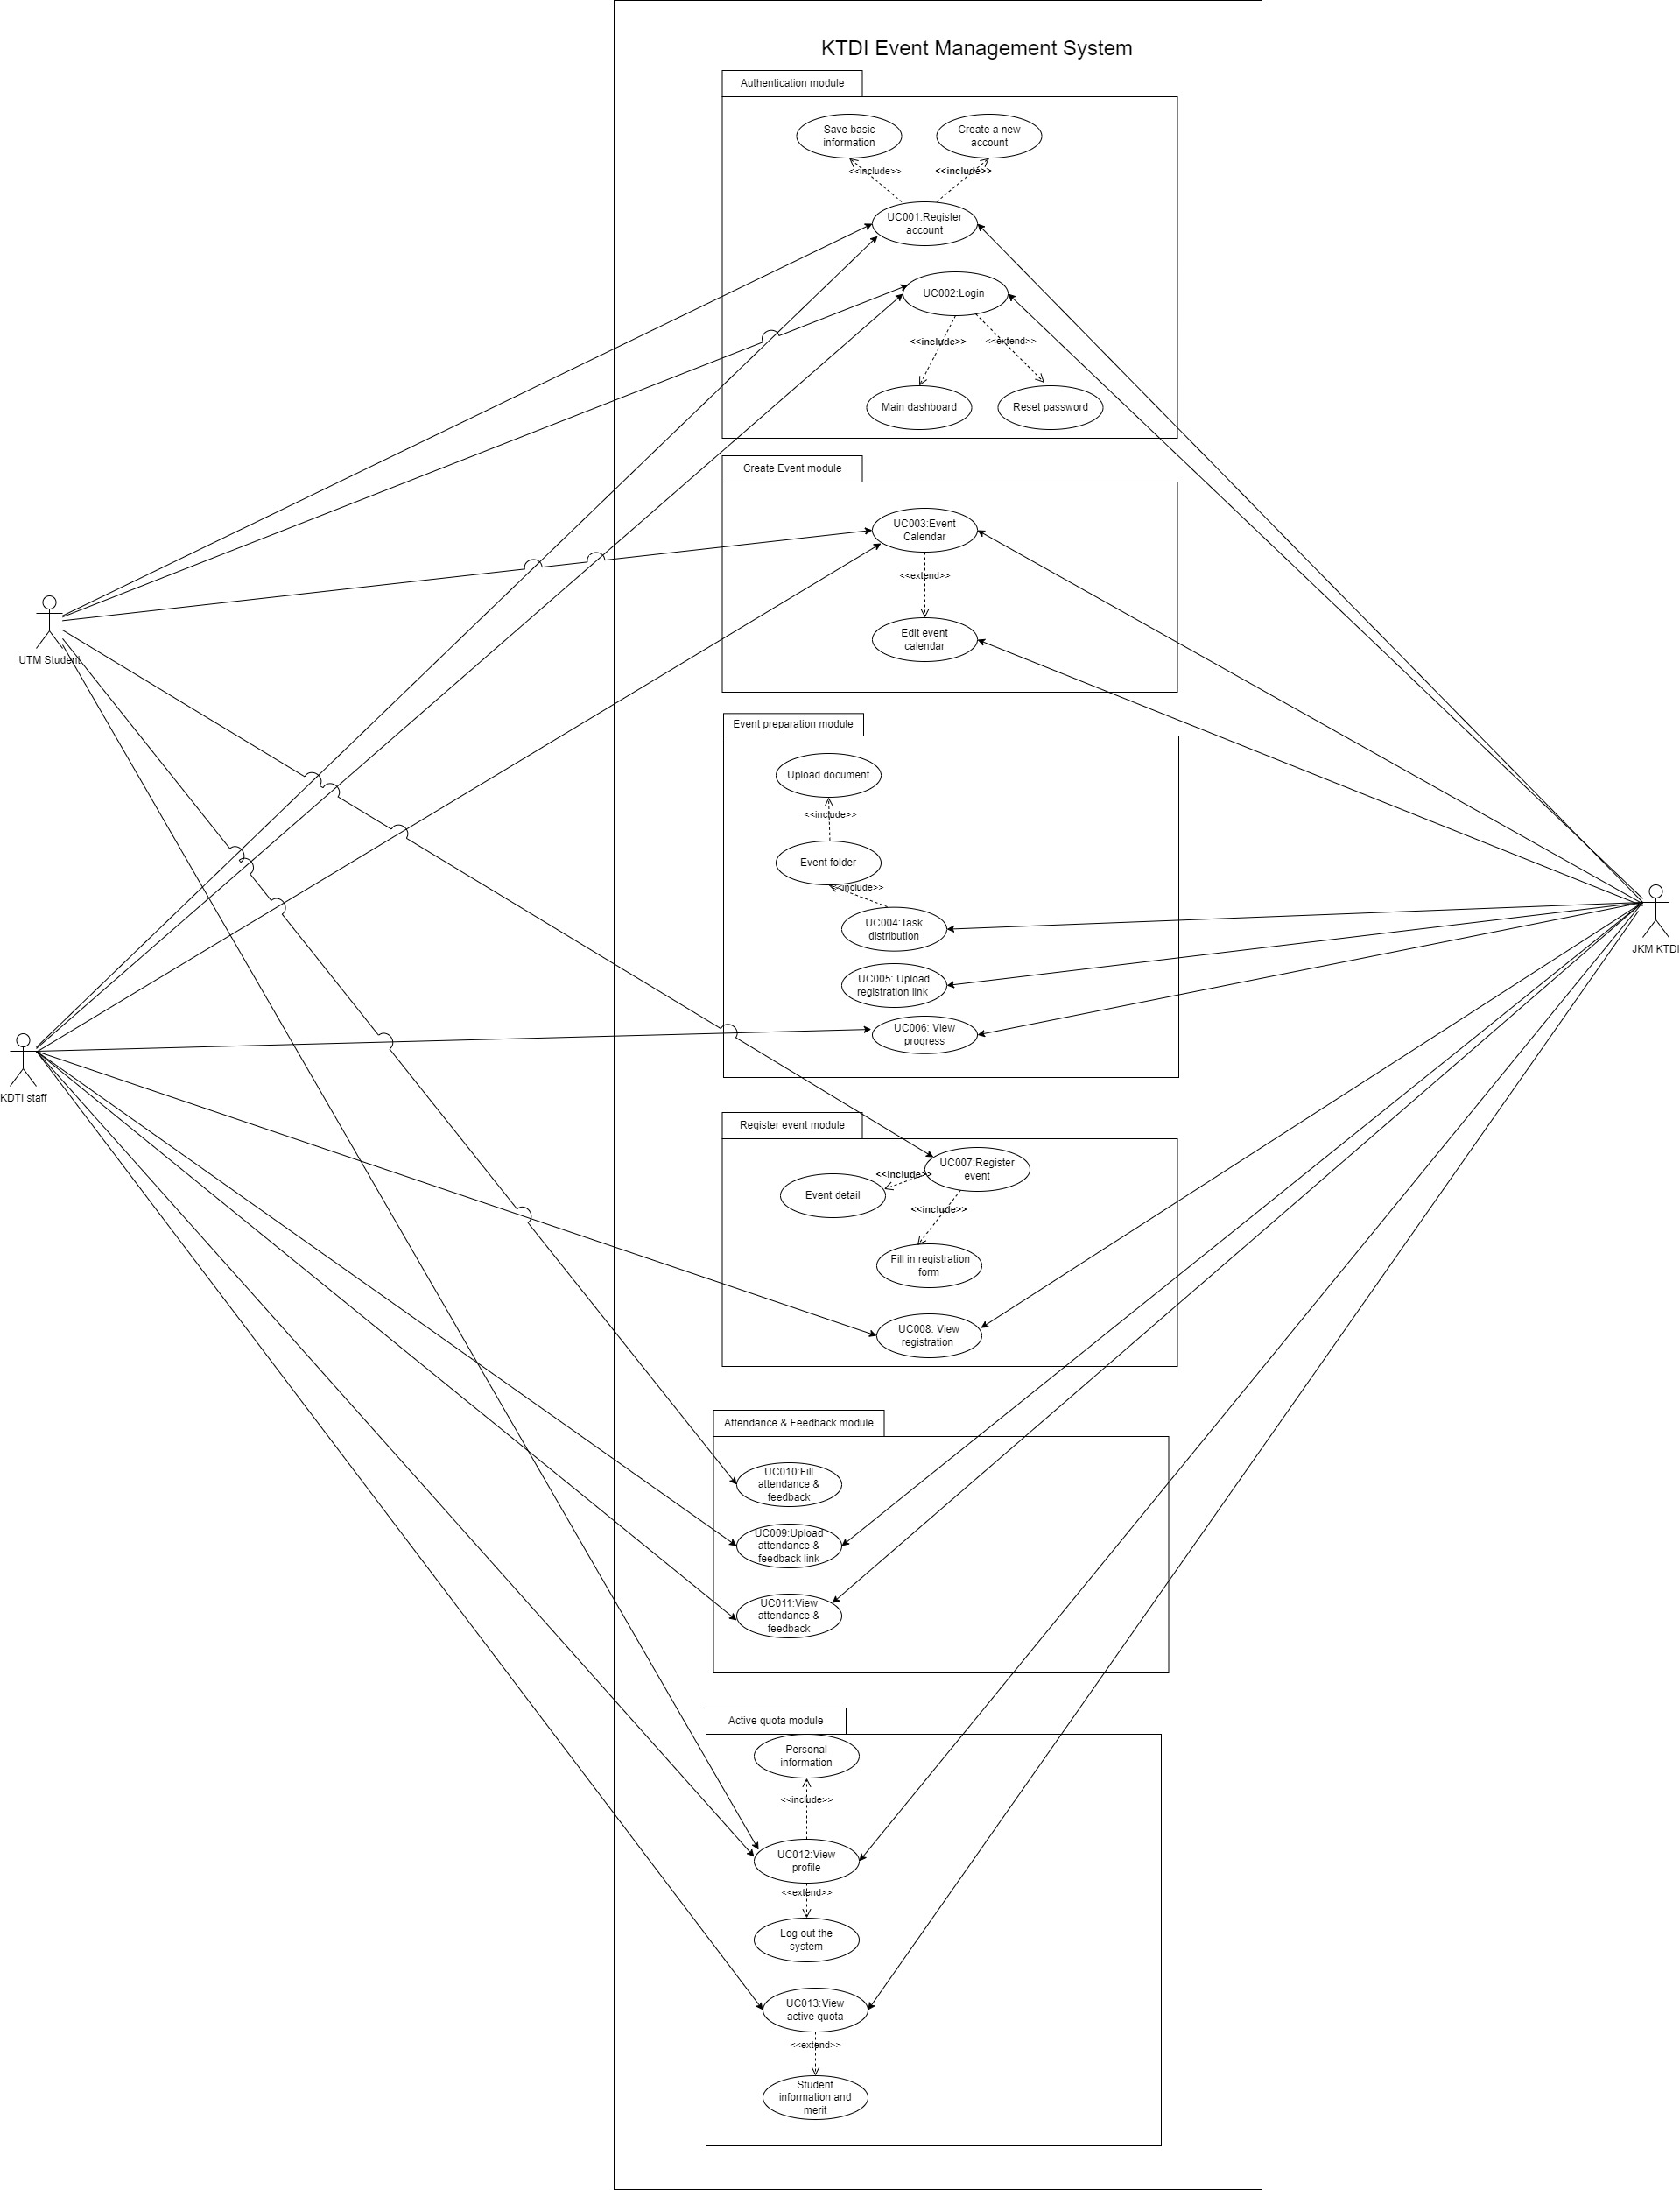 KTDI Event Management System
Authentication module
Save basic
information
Create a new
account
<<include>>
<<include>>
UC001:Register
account
UC002:Login
<<include>>
<<extend>>
Main dashboard
Reset password
Create Event module
UC003:Event
Calendar
<<extend>>
Edit event
calendar
UTM Student
Event preparation module
Upload document
<<include>>
Event folder
<<include>>
UC004:Task
distribution
JKM KTDI
UC005: Upload
registration link
UC006: View
progress
KDTI staff
Register event module
UC007:Register
event
<<include>>
Event detail
<<include>>
Fill in registration
form
UC008: View
registration
Attendance & Feedback module
UC010:Fill
attendance &
feedback
UC009:Upload
attendance &
feedback link
UC011:View
attendance &
feedback
Active quota module
Personal
information
<<include>>
UC012:View
profile
<<extend>>
Log out the
system
UC013:View
active quota
<<extend>>
Student
information and
merit